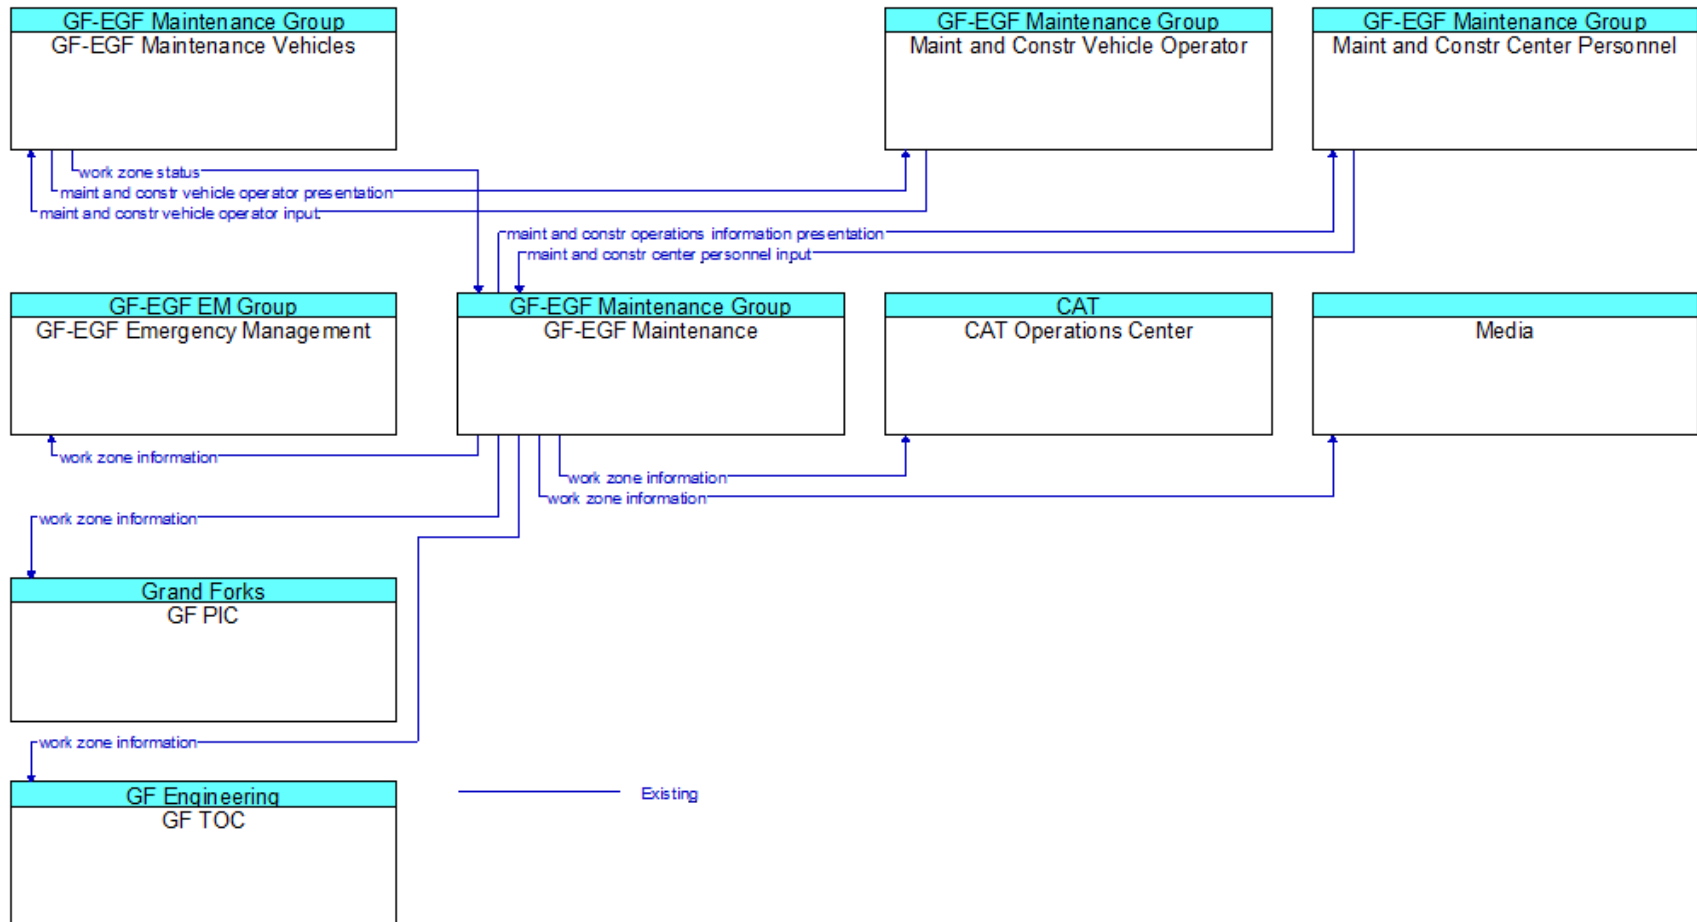 GF-EGF Maintenance Group
GF-EGF Maintenance Vehicles
GF-EGF Maintenance Group
Maint and Constr Vehicle Operator
GF-EGF Maintenance Group
Maint and Constr Center Personnel
work zone status
maint and constr vehicle operator presentation
maint and constr vehicle operator input
maint and constr operations information presentation
maint and constr center personnel input
GF-EGF EM Group
GF-EGF Emergency Management
GF-EGF Maintenance Group
GF-EGF Maintenance
CAT
CAT Operations Center
Media
work zone information
work zone information
work zone information
work zone information
Grand Forks
GF PIC
work zone information
GF Engineering
GF TOC
Existing